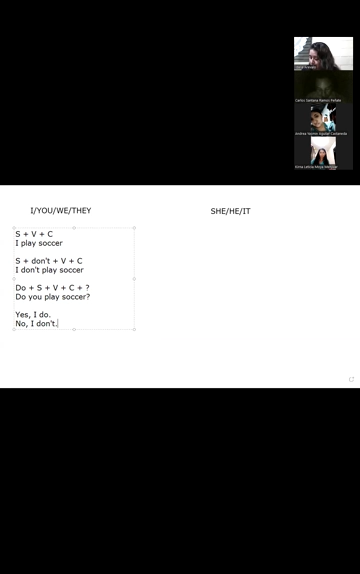 I/YOU/WE/THEY
SHE/HE/IT
S + V + C
I play soccer
S + don't + V + C
I don't play soccer
Do + S + V + C + ?
Do you play soccer?
Yes, I do.
No, I don't.